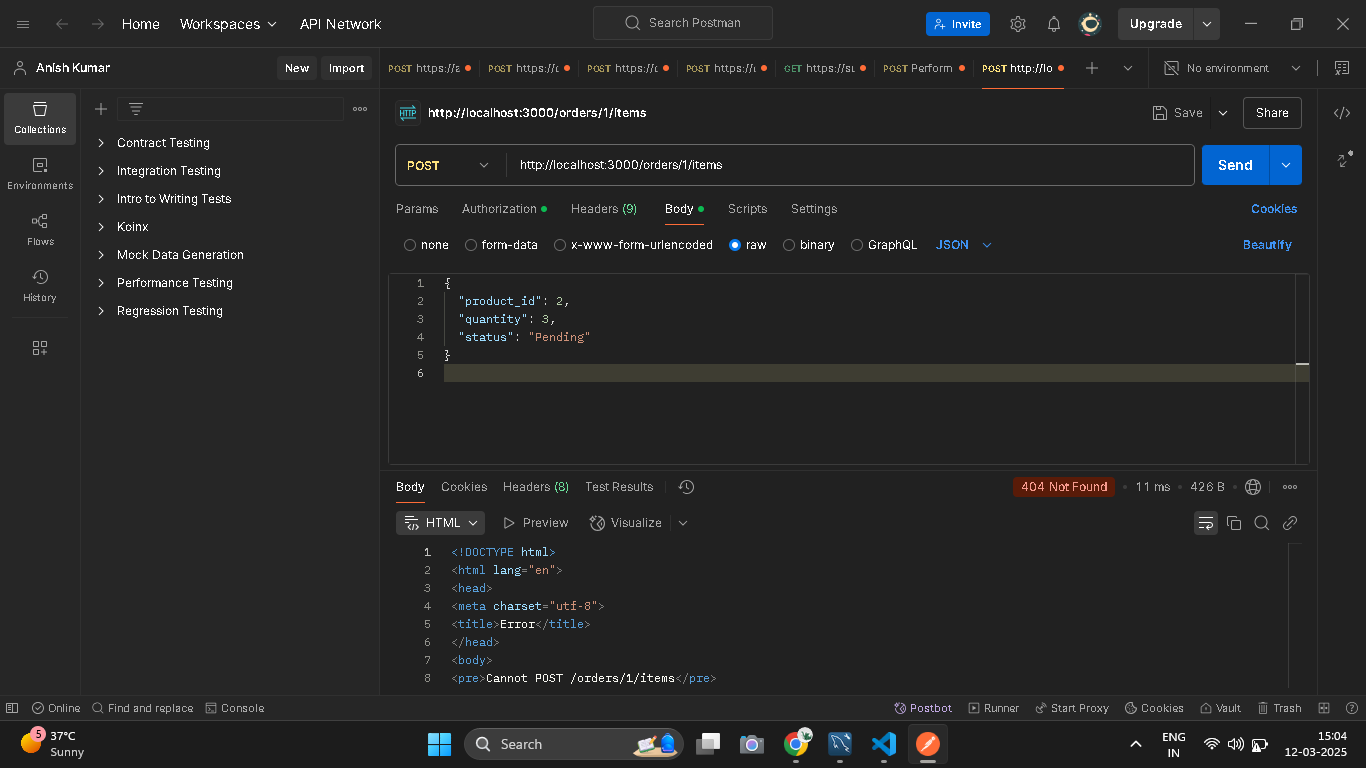 Home Workspaces API Network Search Postman Invite Upgrade
Anish Kumar New Import
POST https://a POST https://c POST https://c POST https://i GET https://su POST Perform POST http://lo No environment
Collections
Environments
Flows
History
Contract Testing
Integration Testing
Intro to Writing Tests
Koinx
Mock Data Generation
Performance Testing
Regression Testing
HTTP http://localhost:3000/orders/1/items Save Share
POST http://localhost:3000/orders/1/items Send
Params Authorization Headers (9) Body Scripts Settings Cookies
none form-data x-www-form-urlencoded raw binary GraphQL JSON Beautify
1 {
2 "product_id": 2,
3 "quantity": 3,
4 "status": "Pending"
5 }
6
Body Cookies Headers (8) Test Results 404 Not Found • 11 ms • 426 B
HTML Preview Visualize
1 <!DOCTYPE html>
2 <html lang="en">
3 <head>
4 <meta charset="utf-8">
5 <title>Error</title>
6 </head>
7 <body>
8 <pre>Cannot POST /orders/1/items</pre>
Online Find and replace Console Postbot Runner Start Proxy Cookies Vault Trash
5 37°C
Sunny
Search
ENG
IN
15:04
12-03-2025